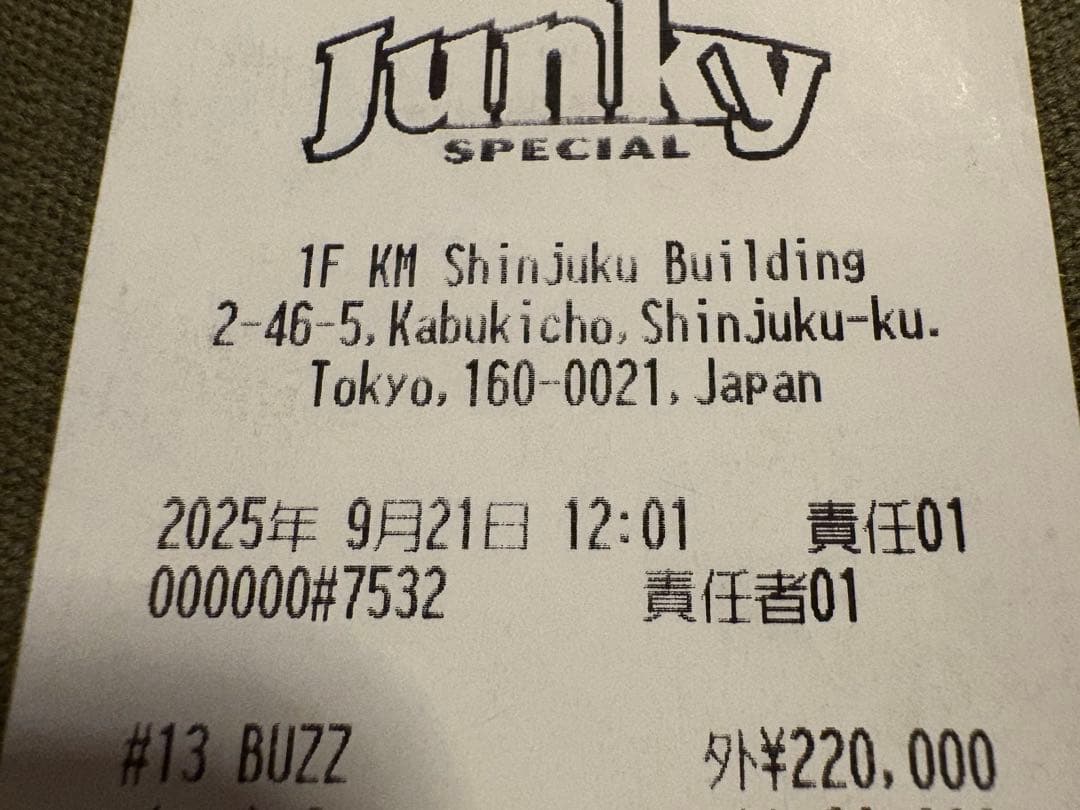 Junky
SPECIAL
1F KM Shinjuku Building
2-46-5, Kabukicho, Shinjuku-ku.
Tokyo, 160-0021, Japan
2025年 9月21日 12:01 責任01
000000#7532 責任者01
#13 BUZZ 外¥220,000